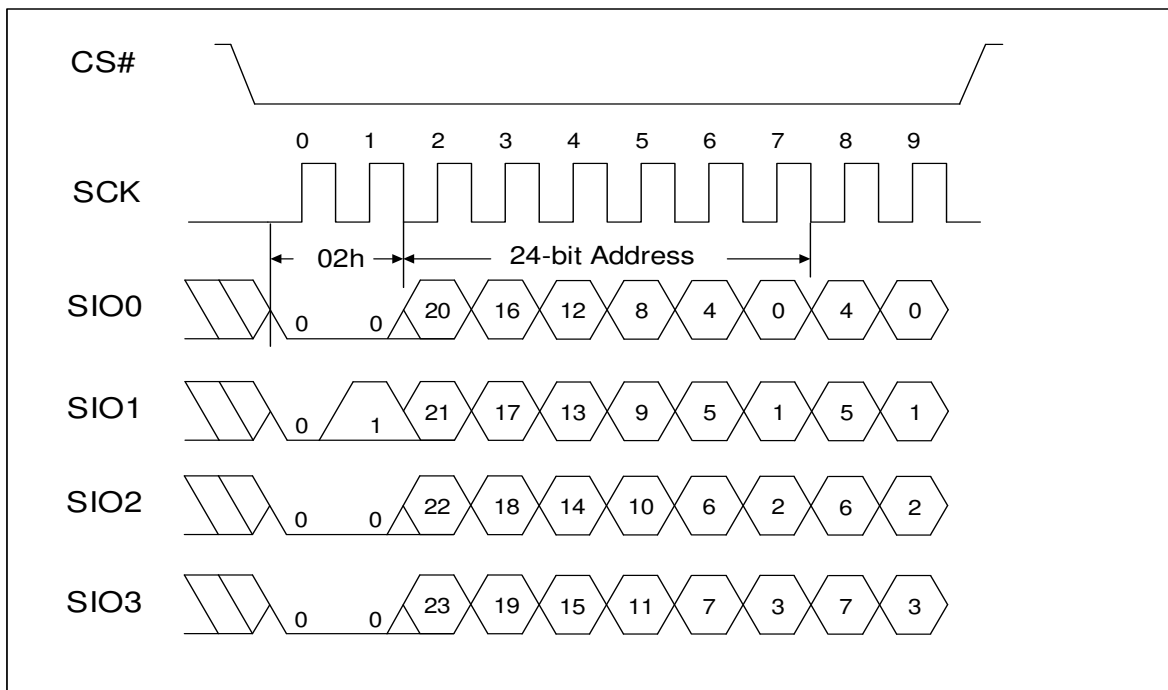 CS#
0 1 2 3 4 5 6 7 8 9
SCK
02h 24-bit Address
SIO0 0 0 20 16 12 8 4 0 4 0
SIO1 0 1 21 17 13 9 5 1 5 1
SIO2 0 0 22 18 14 10 6 2 6 2
SIO3 0 0 23 19 15 11 7 3 7 3